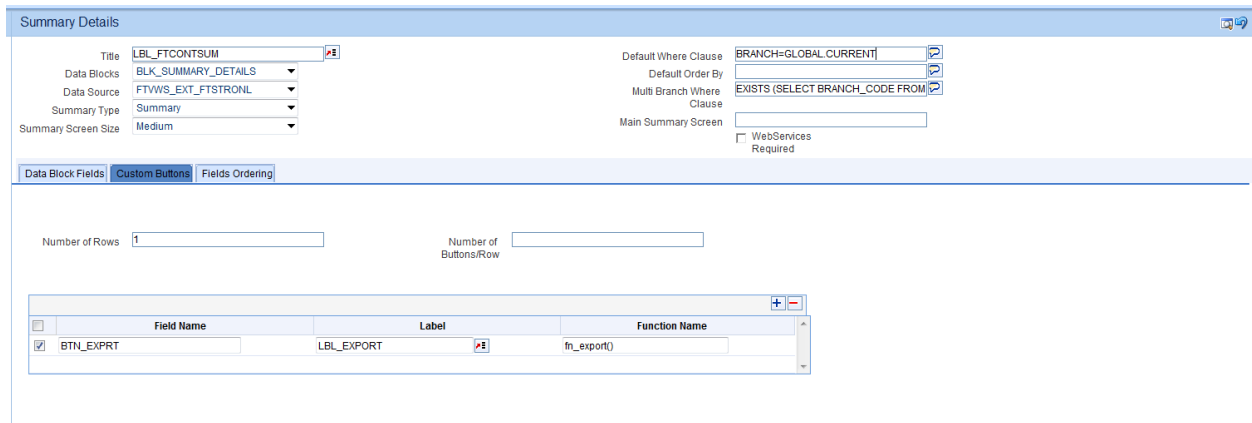 Summary Details
Title LBL_FTCONTSUM
Data Blocks BLK_SUMMARY_DETAILS
Data Source FTVWS_EXT_FTSTRONL
Summary Type Summary
Summary Screen Size Medium
Default Where Clause BRANCH=GLOBAL.CURRENT
Default Order By
Multi Branch Where EXISTS (SELECT BRANCH_CODE FROM
Clause
Main Summary Screen
WebServices
Required
Data Block Fields Custom Buttons Fields Ordering
Number of Rows 1
Number of
Buttons/Row
Field Name Label Function Name
BTN_EXPRT LBL_EXPORT fn_export()